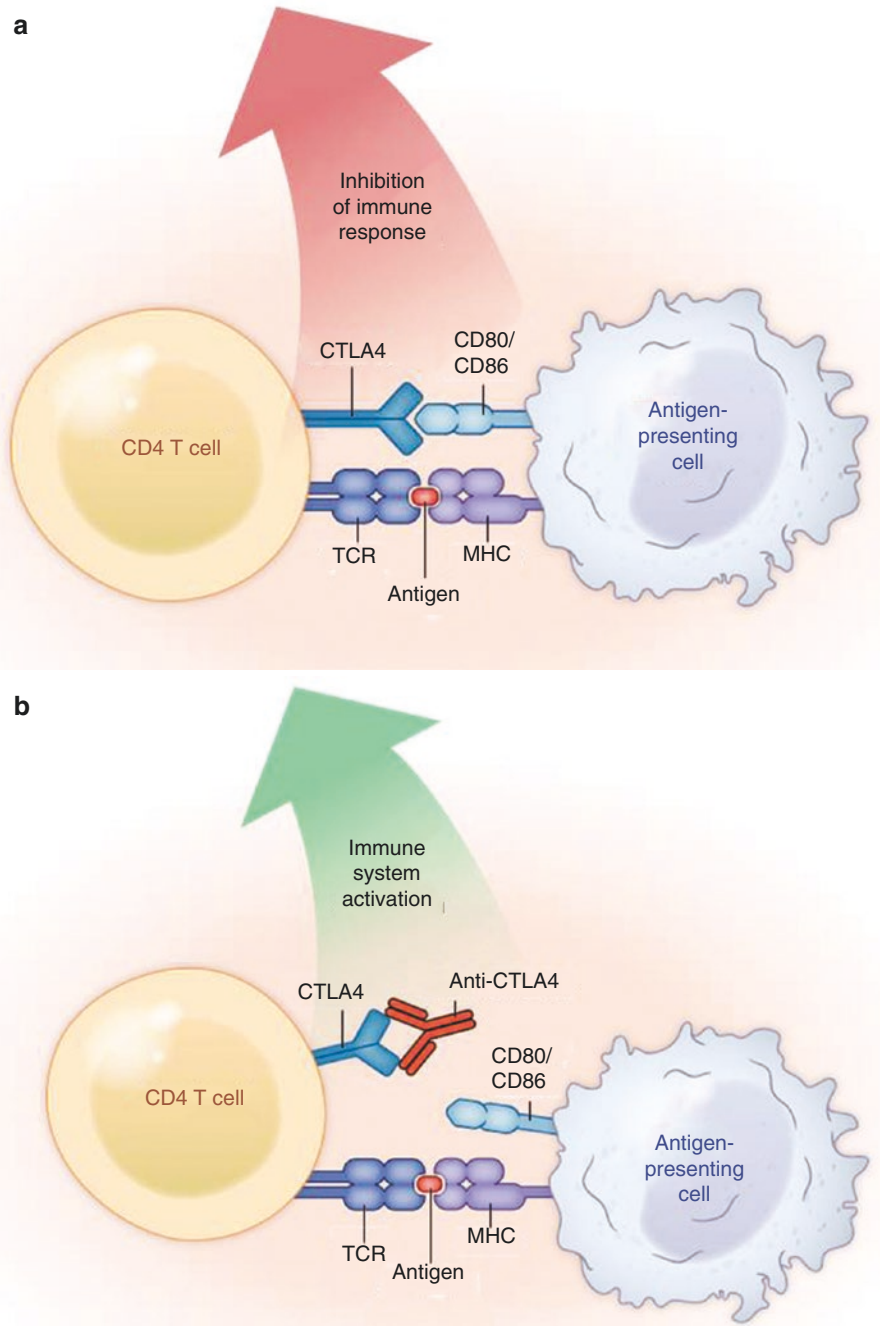 a
Inhibition
of immune
response
CTLA4
CD80/
CD86
CD4 T cell
Antigen-
presenting
cell
TCR
MHC
Antigen
b
Immune
system
activation
CTLA4
Anti-CTLA4
CD80/
CD86
CD4 T cell
Antigen-
presenting
cell
TCR
MHC
Antigen